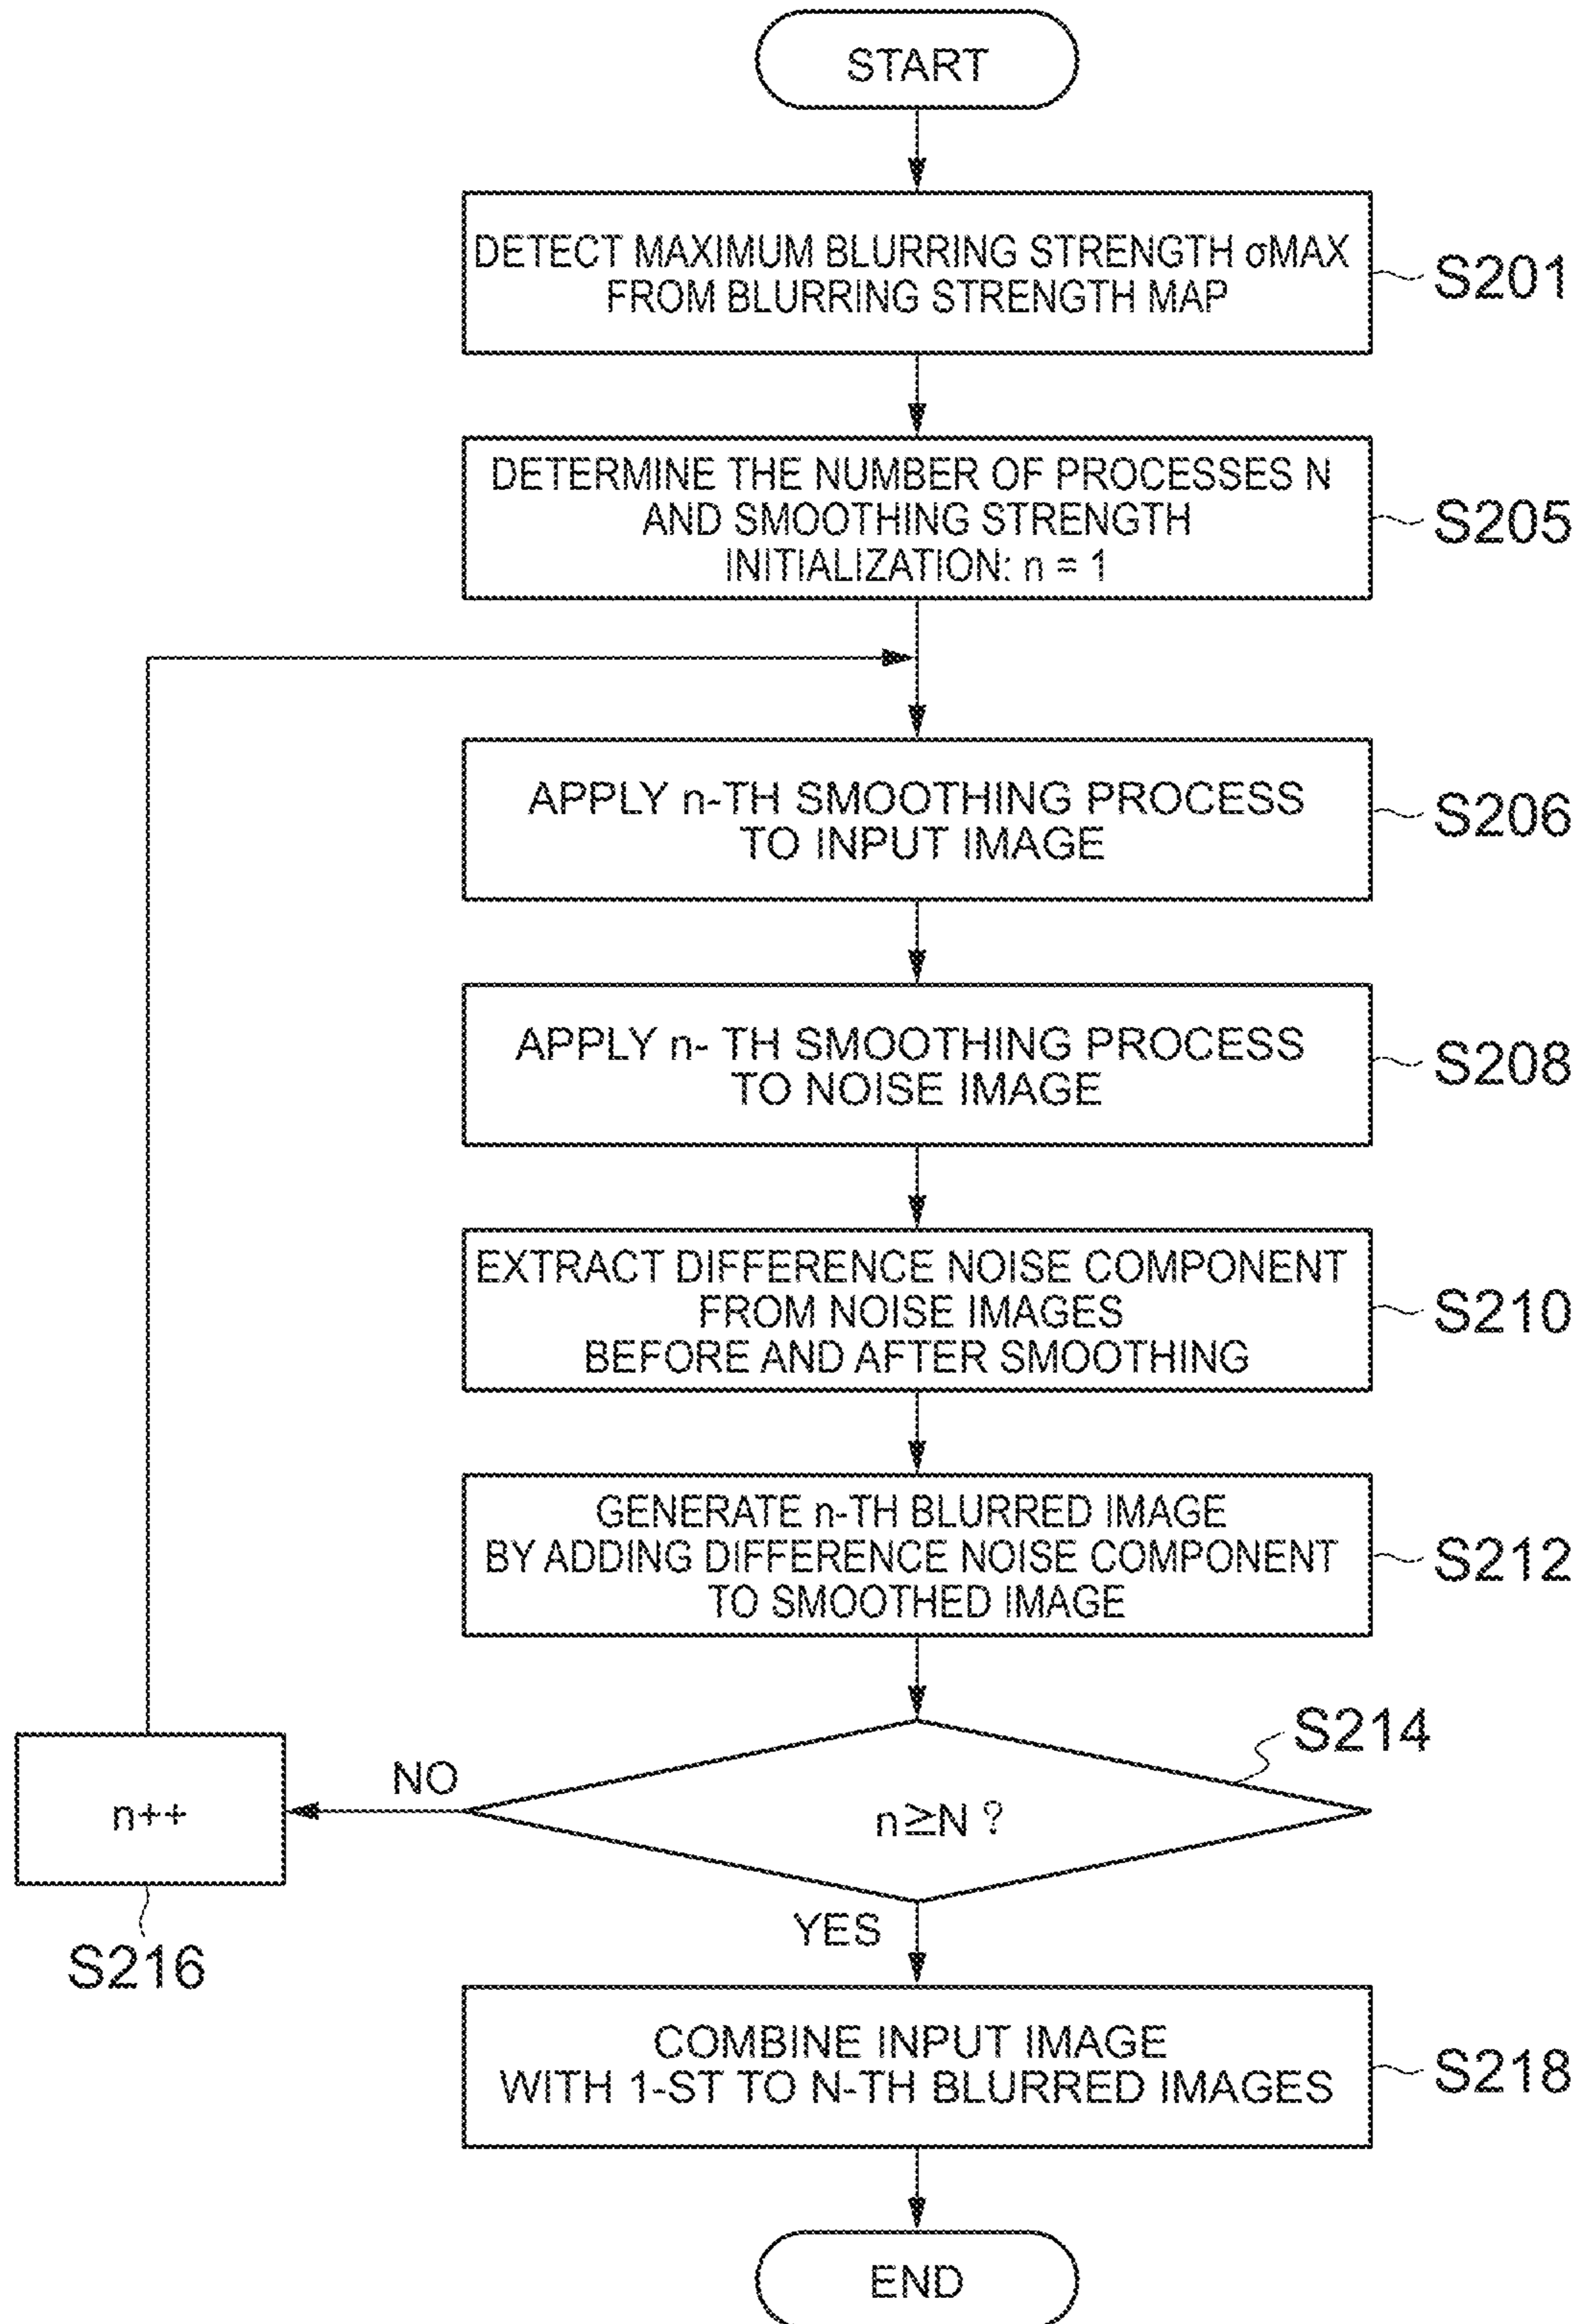 START
DETECT MAXIMUM BLURRING STRENGTH σMAX
FROM BLURRING STRENGTH MAP
S201
DETERMINE THE NUMBER OF PROCESSES N
AND SMOOTHING STRENGTH
INITIALIZATION: n = 1
S205
APPLY n-TH SMOOTHING PROCESS
TO INPUT IMAGE
S206
APPLY n- TH SMOOTHING PROCESS
TO NOISE IMAGE
S208
EXTRACT DIFFERENCE NOISE COMPONENT
FROM NOISE IMAGES
BEFORE AND AFTER SMOOTHING
S210
GENERATE n-TH BLURRED IMAGE
BY ADDING DIFFERENCE NOISE COMPONENT
TO SMOOTHED IMAGE
S212
S214
n≧N ?
NO
n++
S216
YES
COMBINE INPUT IMAGE
WITH 1-ST TO N-TH BLURRED IMAGES
S218
END